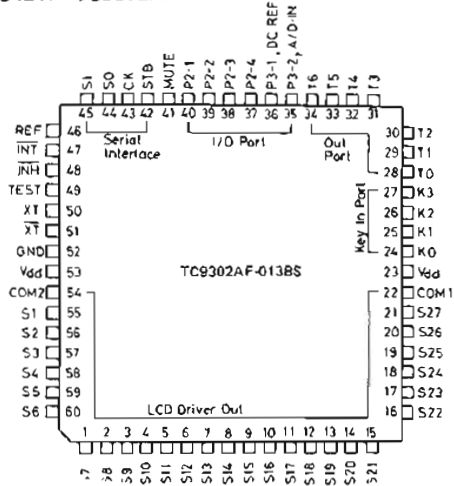 SI SO CK STB MUTE P2-1 P2-2 P2-3 P2-4 P3-1, DC REF P3-2, A/D-IN T6 T5 T4 T3
45 44 43 42 41 40 39 38 37 36 35 34 33 32 31
Serial Interface
I/O Port
Out Port
REF 46
INT 47
INH 48
TEST 49
XT 50
XT 51
GND 52
Vdd 53
COM2 54
S1 55
S2 56
S3 57
S4 58
S5 59
S6 60
TC9302AF-013BS
30 T2
29 T1
28 T0
27 K3
26 K2
25 K1
24 K0
Key In Port
23 Vdd
22 COM1
21 S27
20 S26
19 S25
18 S24
17 S23
16 S22
LCD Driver Out
1 2 3 4 5 6 7 8 9 10 11 12 13 14 15
S7 S8 S9 S10 S11 S12 S13 S14 S15 S16 S17 S18 S19 S20 S21